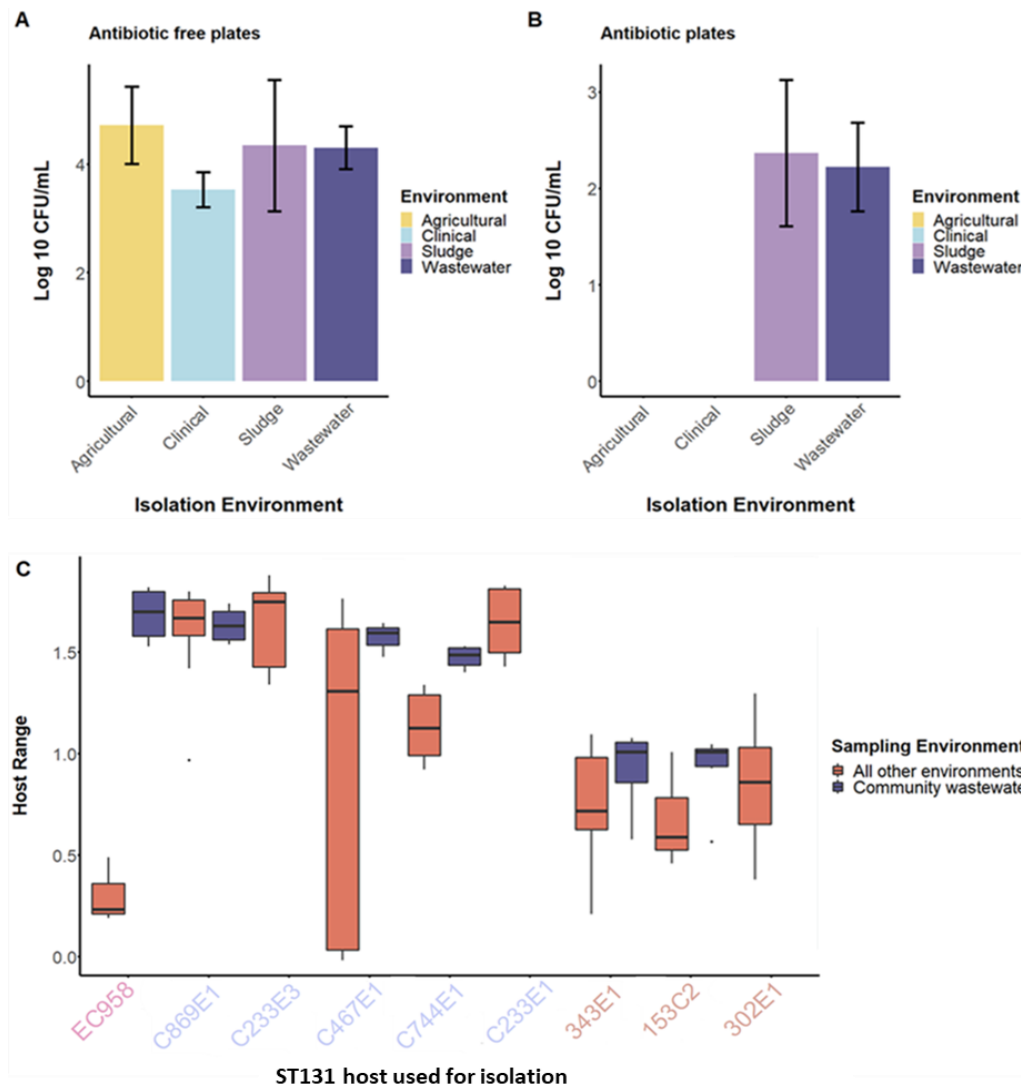 A
Antibiotic free plates
Log 10 CFU/mL
4
2
0
Agricultural
Clinical
Sludge
Wastewater
Isolation Environment
Environment
Agricultural
Clinical
Sludge
Wastewater
B
Antibiotic plates
Log 10 CFU/mL
3
2
1
0
Agricultural
Clinical
Sludge
Wastewater
Isolation Environment
Environment
Agricultural
Clinical
Sludge
Wastewater
C
Host Range
1.5
1.0
0.5
0.0
EC958
C869E1
C233E3
C467E1
C744E1
C233E1
343E1
153C2
302E1
ST131 host used for isolation
Sampling Environment
All other environments
Community wastewate